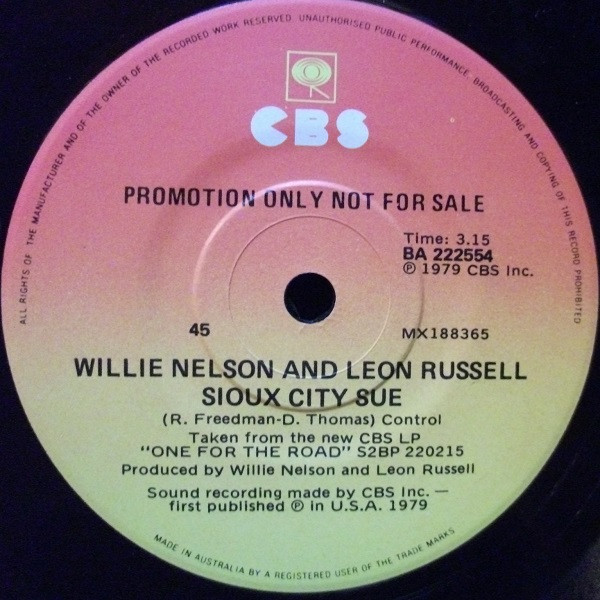 ALL RIGHTS OF THE MANUFACTURER AND OF THE OWNER OF THE RECORDED WORK RESERVED. UNAUTHORISED PUBLIC PERFORMANCE, BROADCASTING AND COPYING OF THIS RECORD PROHIBITED
CBS
PROMOTION ONLY NOT FOR SALE
Time: 3.15
BA 222554
℗ 1979 CBS Inc.
45
MX188365
WILLIE NELSON AND LEON RUSSELL
SIOUX CITY SUE
(R. Freedman-D. Thomas) Control
Taken from the new CBS LP
"ONE FOR THE ROAD" S2BP 220215
Produced by Willie Nelson and Leon Russell
Sound recording made by CBS Inc. —
first published ℗ in U.S.A. 1979
MADE IN AUSTRALIA BY A REGISTERED USER OF THE TRADE MARKS